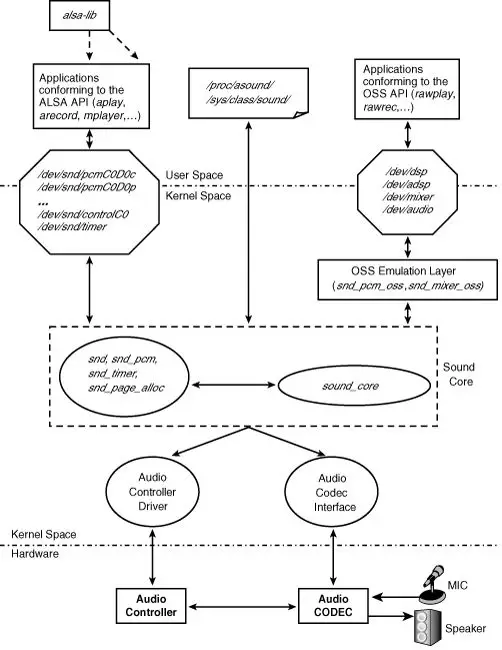 alsa-lib
Applications
conforming to the
ALSA API (aplay,
arecord, mplayer,…)
/proc/asound/
/sys/class/sound/
Applications
conforming to the
OSS API (rawplay,
rawrec,…)
/dev/snd/pcmC0D0c
/dev/snd/pcmC0D0p
...
/dev/snd/controlC0
/dev/snd/timer
User Space
Kernel Space
/dev/dsp
/dev/adsp
/dev/mixer
/dev/audio
OSS Emulation Layer
(snd_pcm_oss ,snd_mixer_oss)
snd, snd_pcm,
snd_timer,
snd_page_alloc
sound_core
Sound
Core
Audio
Controller
Driver
Audio
Codec
Interface
Kernel Space
Hardware
Audio
Controller
Audio
CODEC
MIC
Speaker